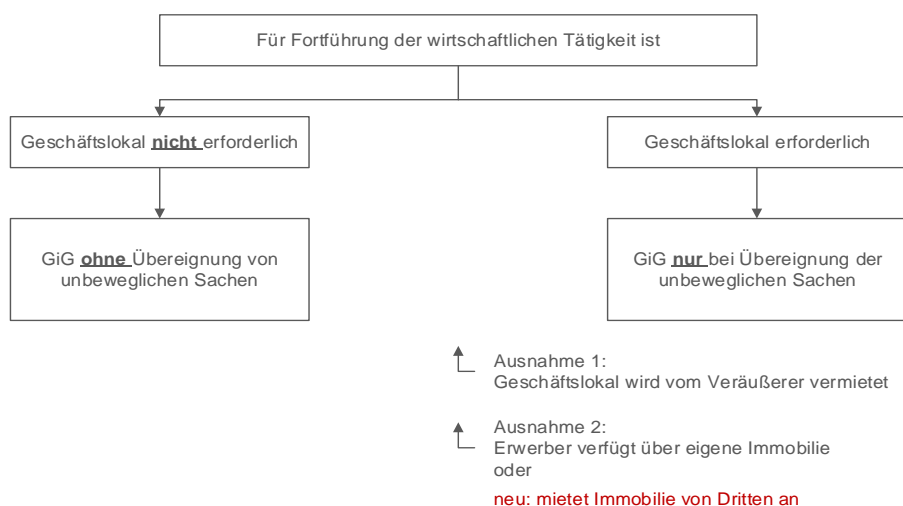 Für Fortführung der wirtschaftlichen Tätigkeit ist
Geschäftslokal nicht erforderlich
Geschäftslokal erforderlich
GiG ohne Übereignung von
unbeweglichen Sachen
GiG nur bei Übereignung der
unbeweglichen Sachen
Ausnahme 1:
Geschäftslokal wird vom Veräußerer vermietet
Ausnahme 2:
Erwerber verfügt über eigene Immobilie
oder
neu: mietet Immobilie von Dritten an